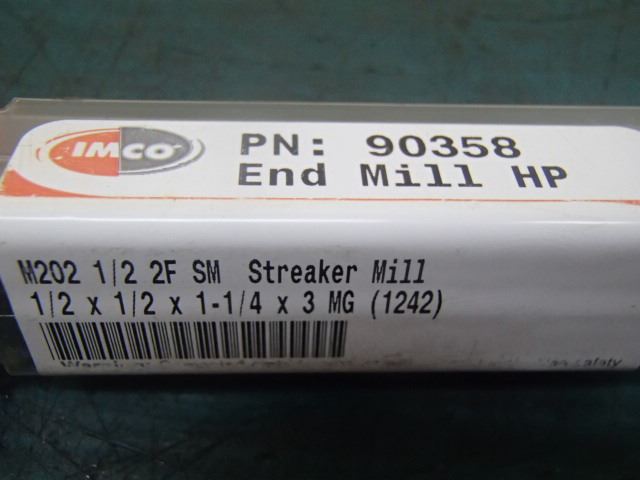 IMCO
PN: 90358
End Mill HP
M202 1/2 2F SM Streaker Mill
1/2 x 1/2 x 1-1/4 x 3 MG (1242)